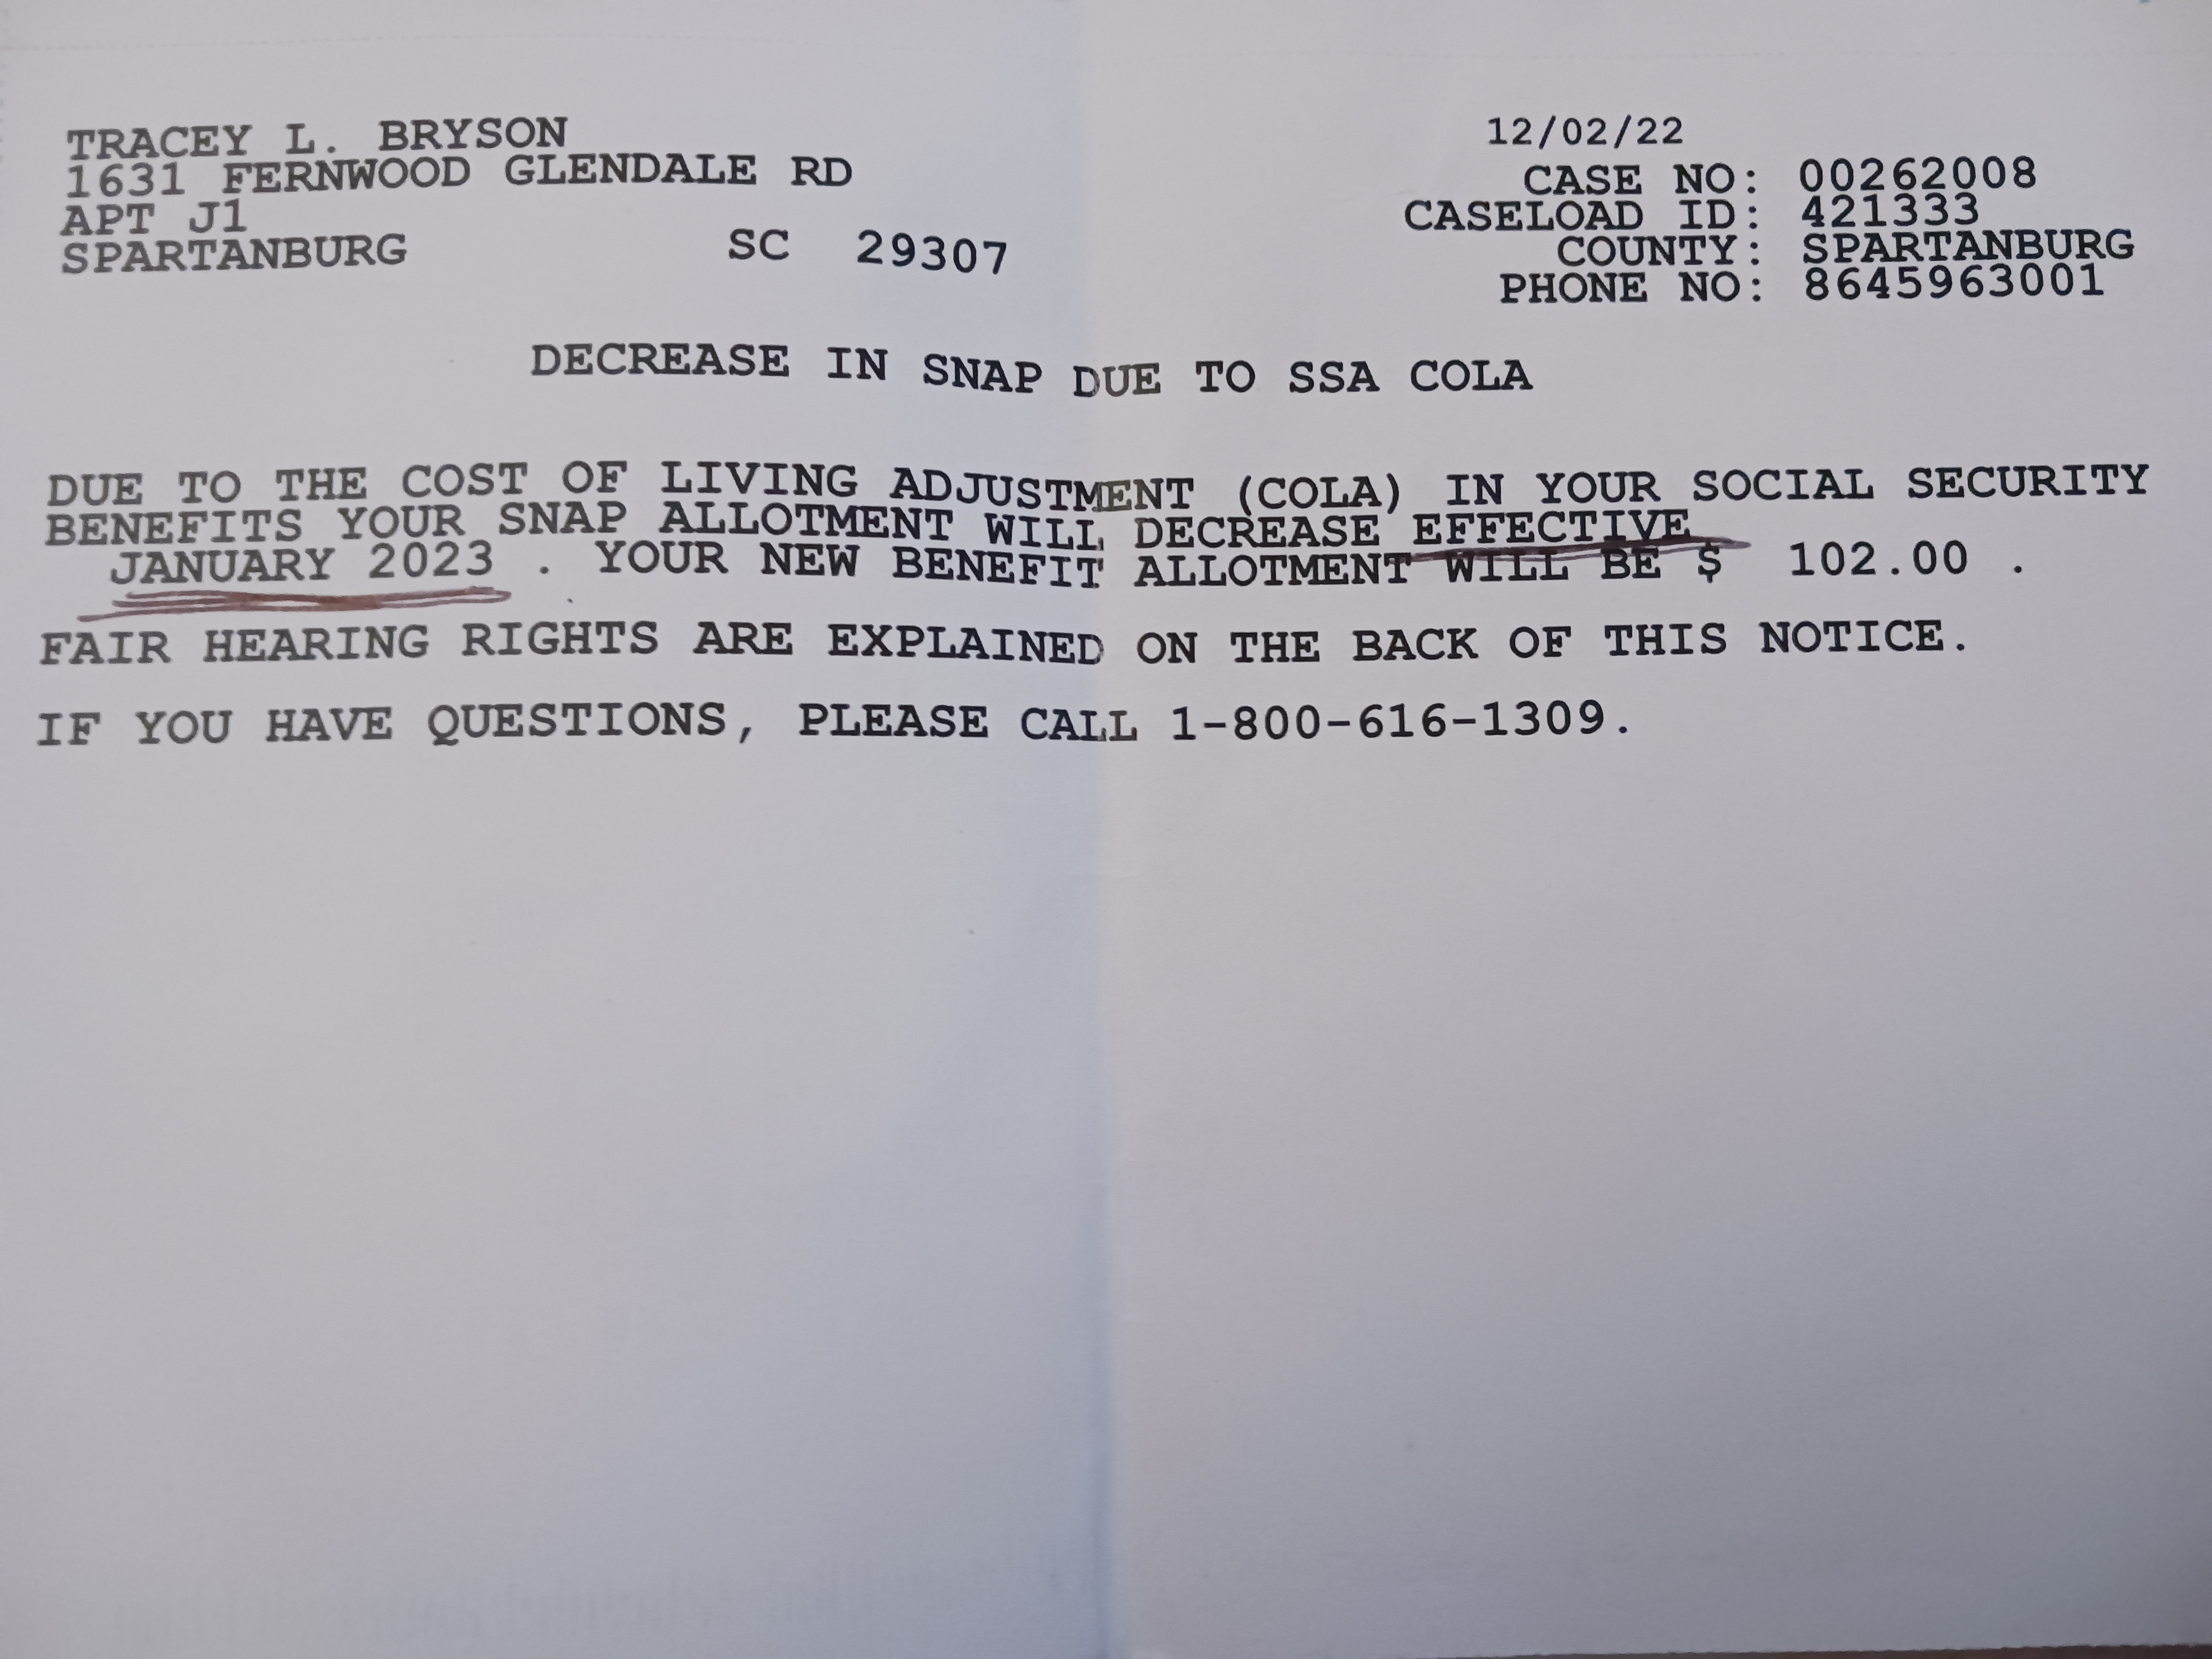 TRACEY L. BRYSON
1631 FERNWOOD GLENDALE RD
APT J1
SPARTANBURG SC 29307
12/02/22
CASE NO: 00262008
CASELOAD ID: 421333
COUNTY: SPARTANBURG
PHONE NO: 8645963001
DECREASE IN SNAP DUE TO SSA COLA
DUE TO THE COST OF LIVING ADJUSTMENT (COLA) IN YOUR SOCIAL SECURITY
BENEFITS YOUR SNAP ALLOTMENT WILL DECREASE EFFECTIVE
JANUARY 2023 . YOUR NEW BENEFIT ALLOTMENT WILL BE $ 102.00 .
FAIR HEARING RIGHTS ARE EXPLAINED ON THE BACK OF THIS NOTICE.
IF YOU HAVE QUESTIONS, PLEASE CALL 1-800-616-1309.